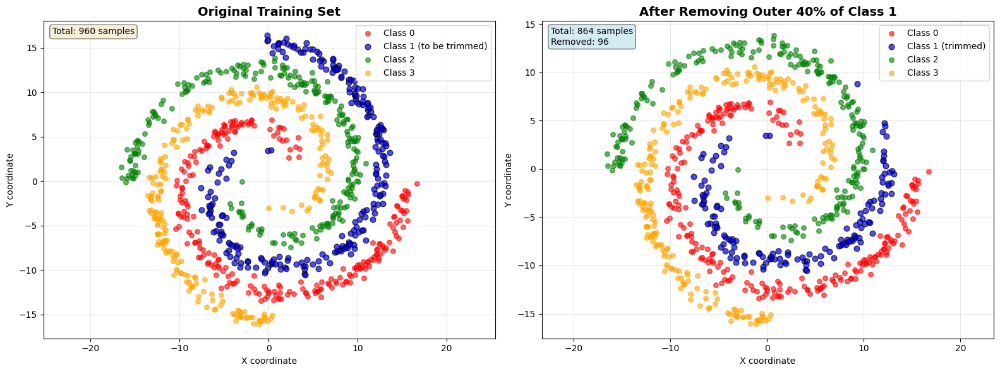 Original Training Set
Total: 960 samples
Class 0
Class 1 (to be trimmed)
Class 2
Class 3
15
10
5
0
−5
−10
−15
Y coordinate
−20
−10
0
10
20
X coordinate
After Removing Outer 40% of Class 1
Total: 864 samples
Removed: 96
Class 0
Class 1 (trimmed)
Class 2
Class 3
15
10
5
0
−5
−10
−15
Y coordinate
−20
−10
0
10
20
X coordinate